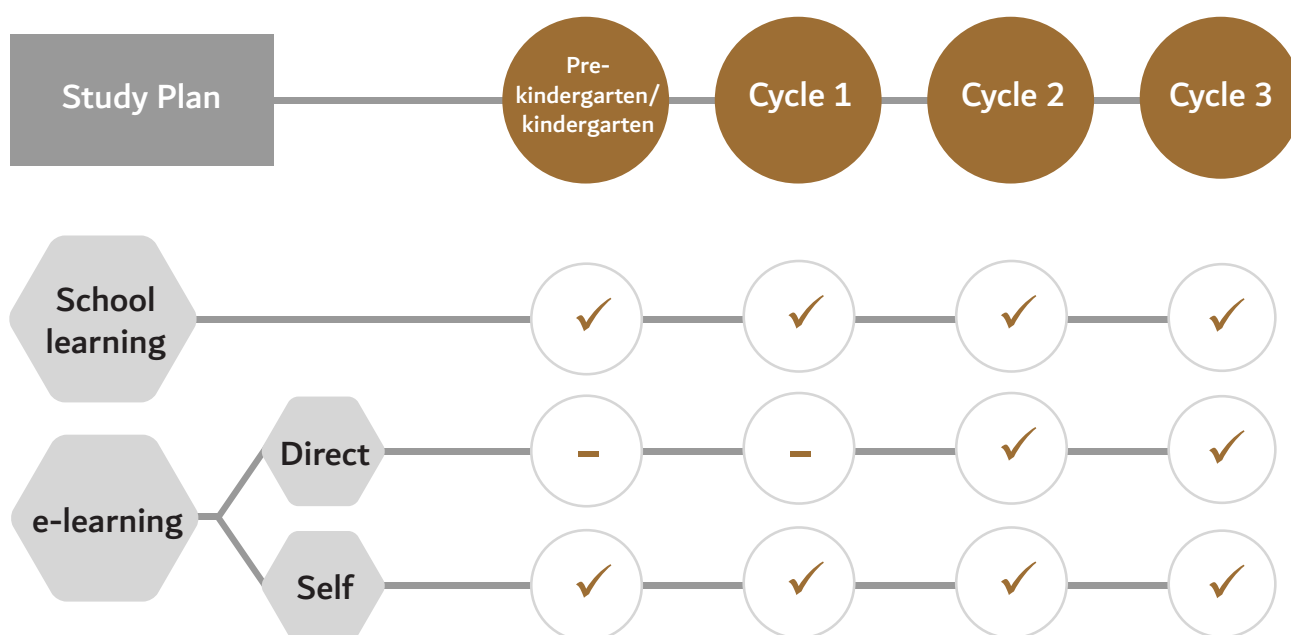 Study Plan
Pre-
kindergarten/
kindergarten
Cycle 1
Cycle 2
Cycle 3
School
learning
✓ ✓ ✓ ✓
e-learning
Direct
- - ✓ ✓
Self
✓ ✓ ✓ ✓